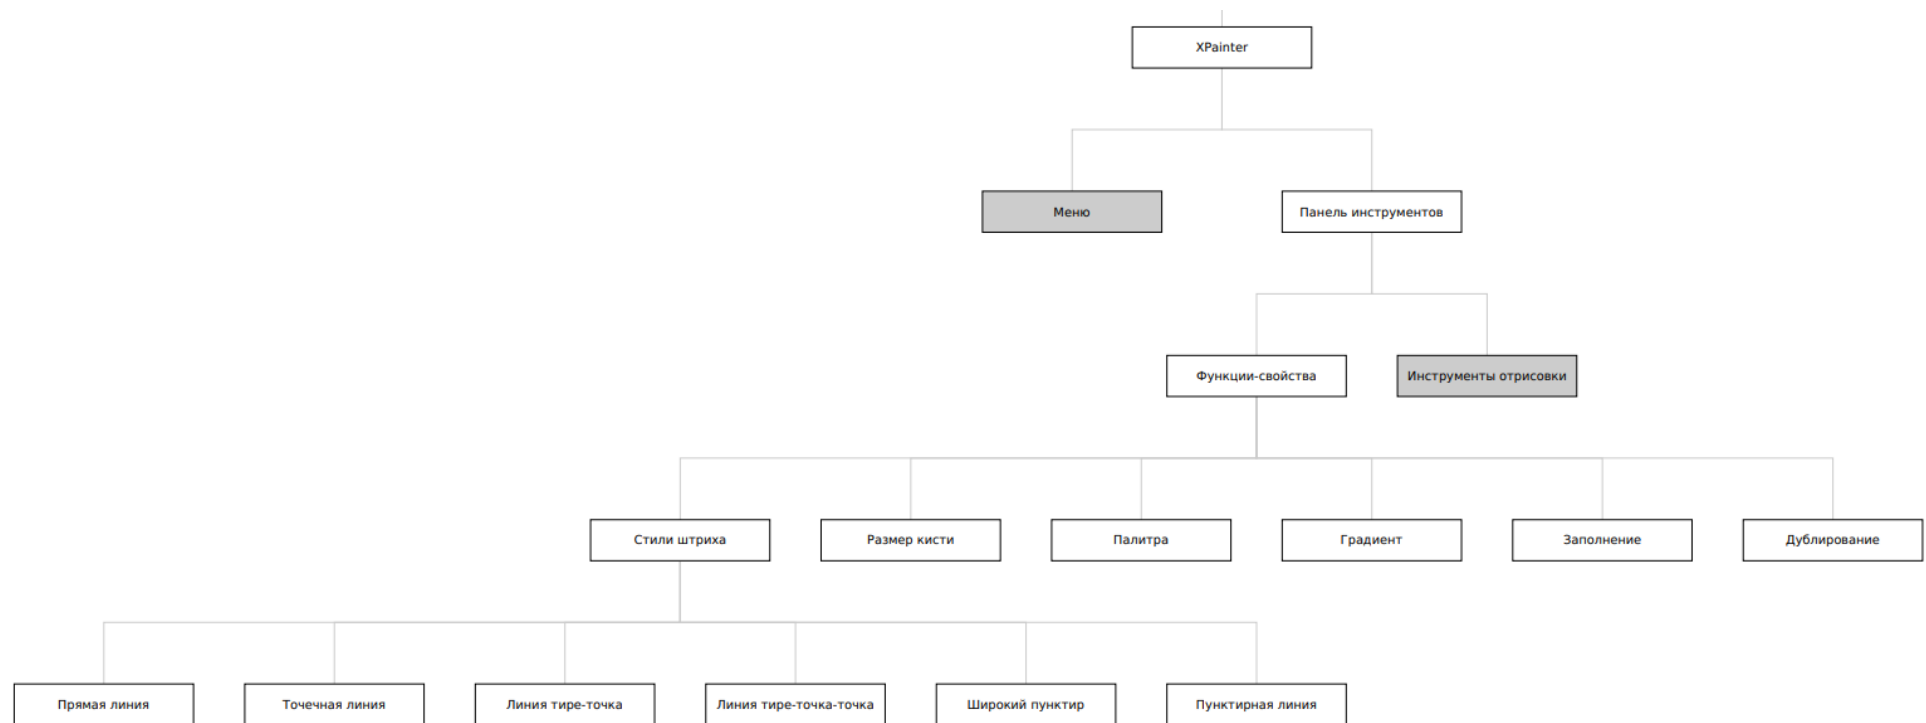 XPainter
Меню
Панель инструментов
Функции-свойства
Инструменты отрисовки
Стили штриха
Размер кисти
Палитра
Градиент
Заполнение
Дублирование
Прямая линия
Точечная линия
Линия тире-точка
Линия тире-точка-точка
Широкий пунктир
Пунктирная линия